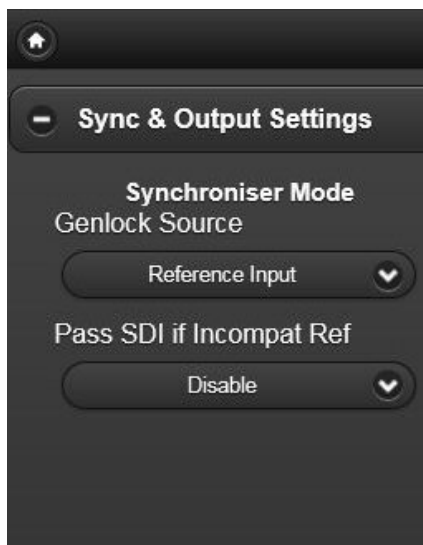 Sync & Output Settings
Synchroniser Mode
Genlock Source
Reference Input
Pass SDI if Incompat Ref
Disable